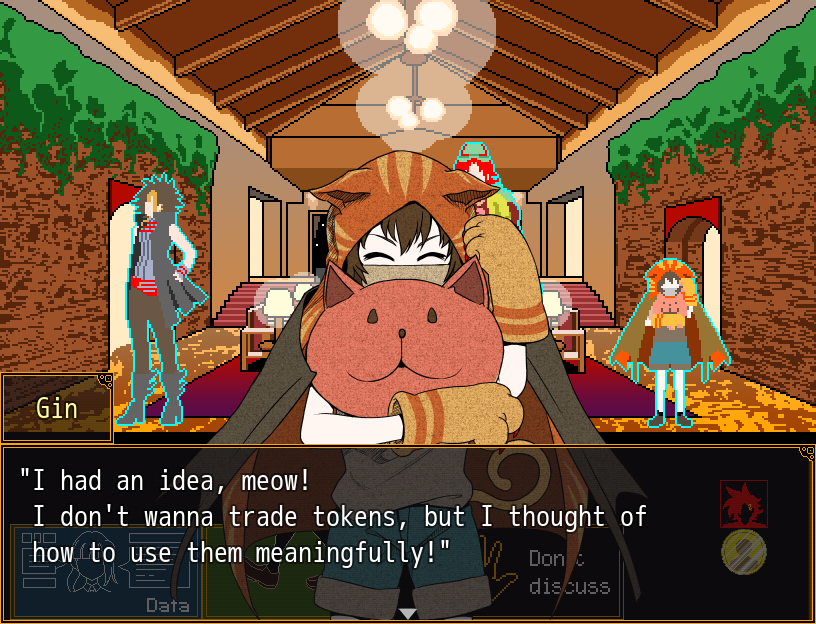 Gin
"I had an idea, meow!
I don't wanna trade tokens, but I thought of
how to use them meaningfully!"
Data
Don't
discuss